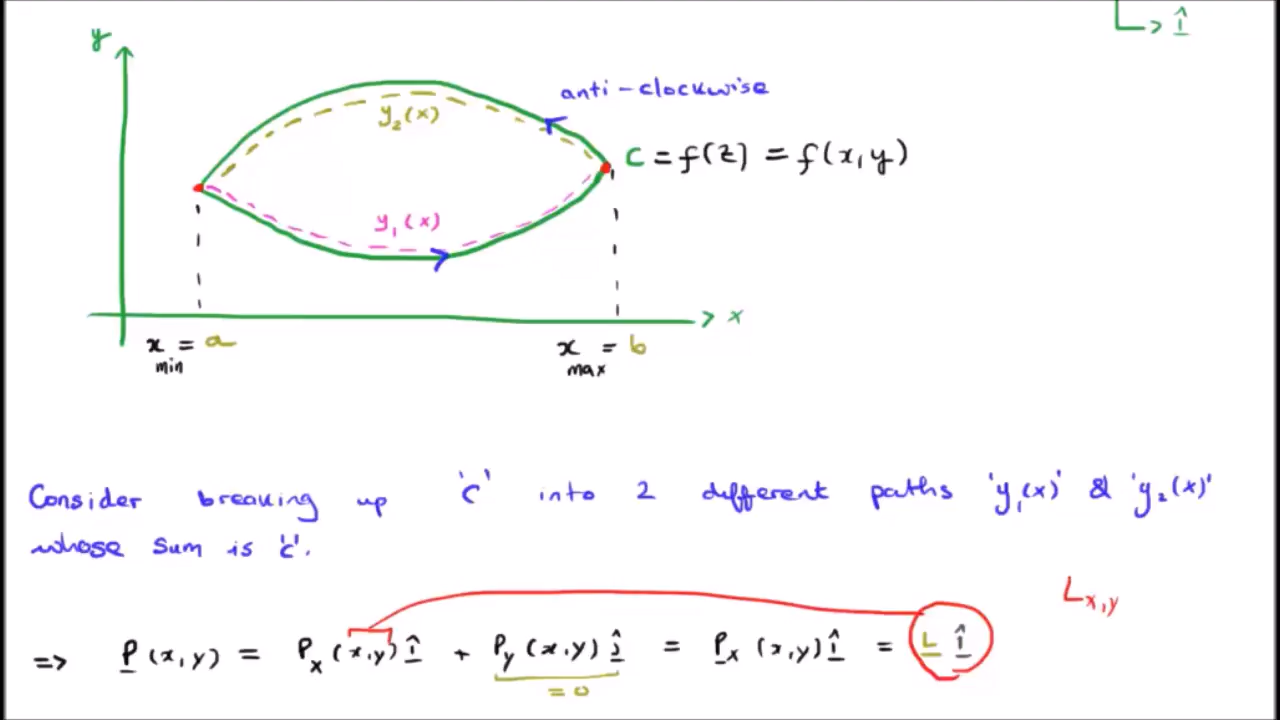 L> î
y
anti-clockwise
y₂(x)
C = f(z) = f(x,y)
y₁(x)
x
x min = a
x max = b
Consider breaking up 'C' into 2 different paths 'y₁(x)' & 'y₂(x)'
whose sum is 'C'.
L x,y
=> P(x,y) = Pₓ(x,y) î + P_y(x,y) ĵ = Pₓ(x,y) î = L î
= 0